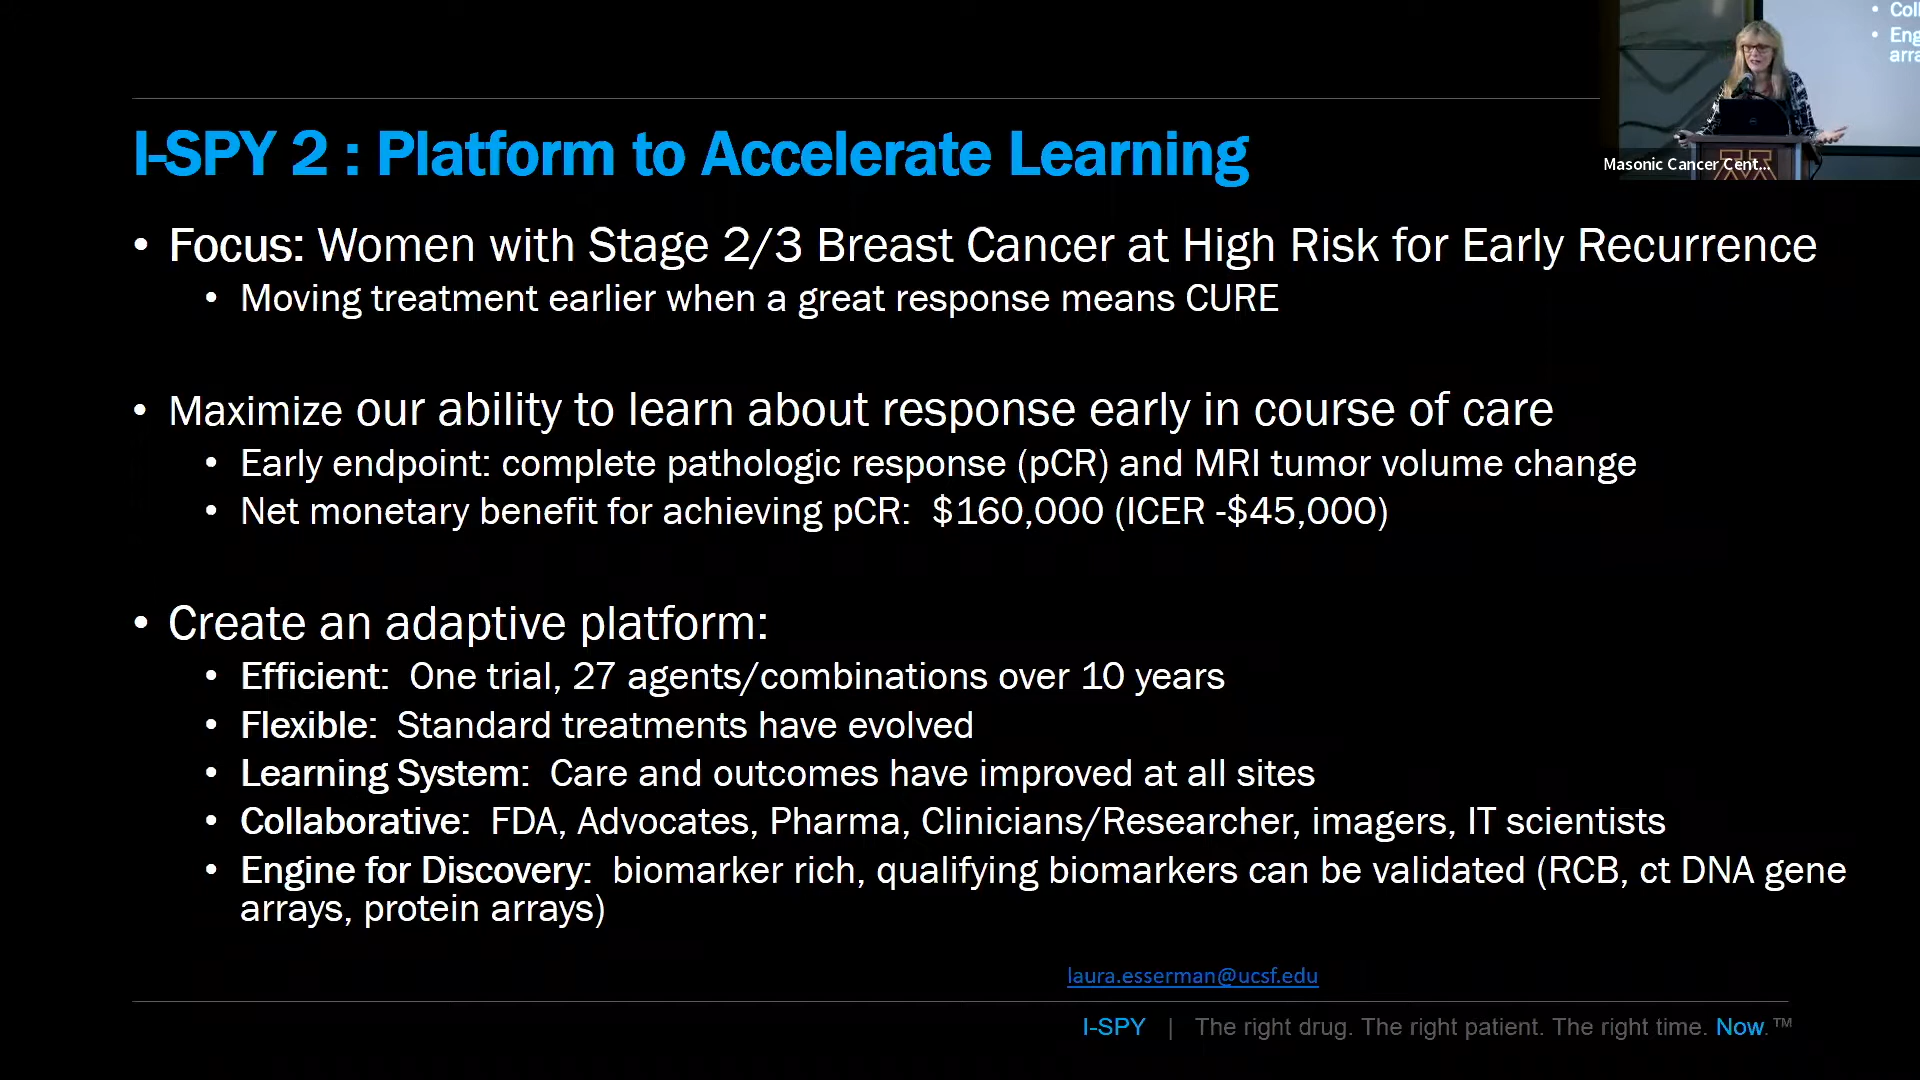 • Col
• Eng
arra
Masonic Cancer Cent...
I-SPY 2 : Platform to Accelerate Learning
• Focus: Women with Stage 2/3 Breast Cancer at High Risk for Early Recurrence
• Moving treatment earlier when a great response means CURE
• Maximize our ability to learn about response early in course of care
• Early endpoint: complete pathologic response (pCR) and MRI tumor volume change
• Net monetary benefit for achieving pCR: $160,000 (ICER -$45,000)
• Create an adaptive platform:
• Efficient: One trial, 27 agents/combinations over 10 years
• Flexible: Standard treatments have evolved
• Learning System: Care and outcomes have improved at all sites
• Collaborative: FDA, Advocates, Pharma, Clinicians/Researcher, imagers, IT scientists
• Engine for Discovery: biomarker rich, qualifying biomarkers can be validated (RCB, ct DNA gene
arrays, protein arrays)
laura.esserman@ucsf.edu
I-SPY | The right drug. The right patient. The right time. Now.™